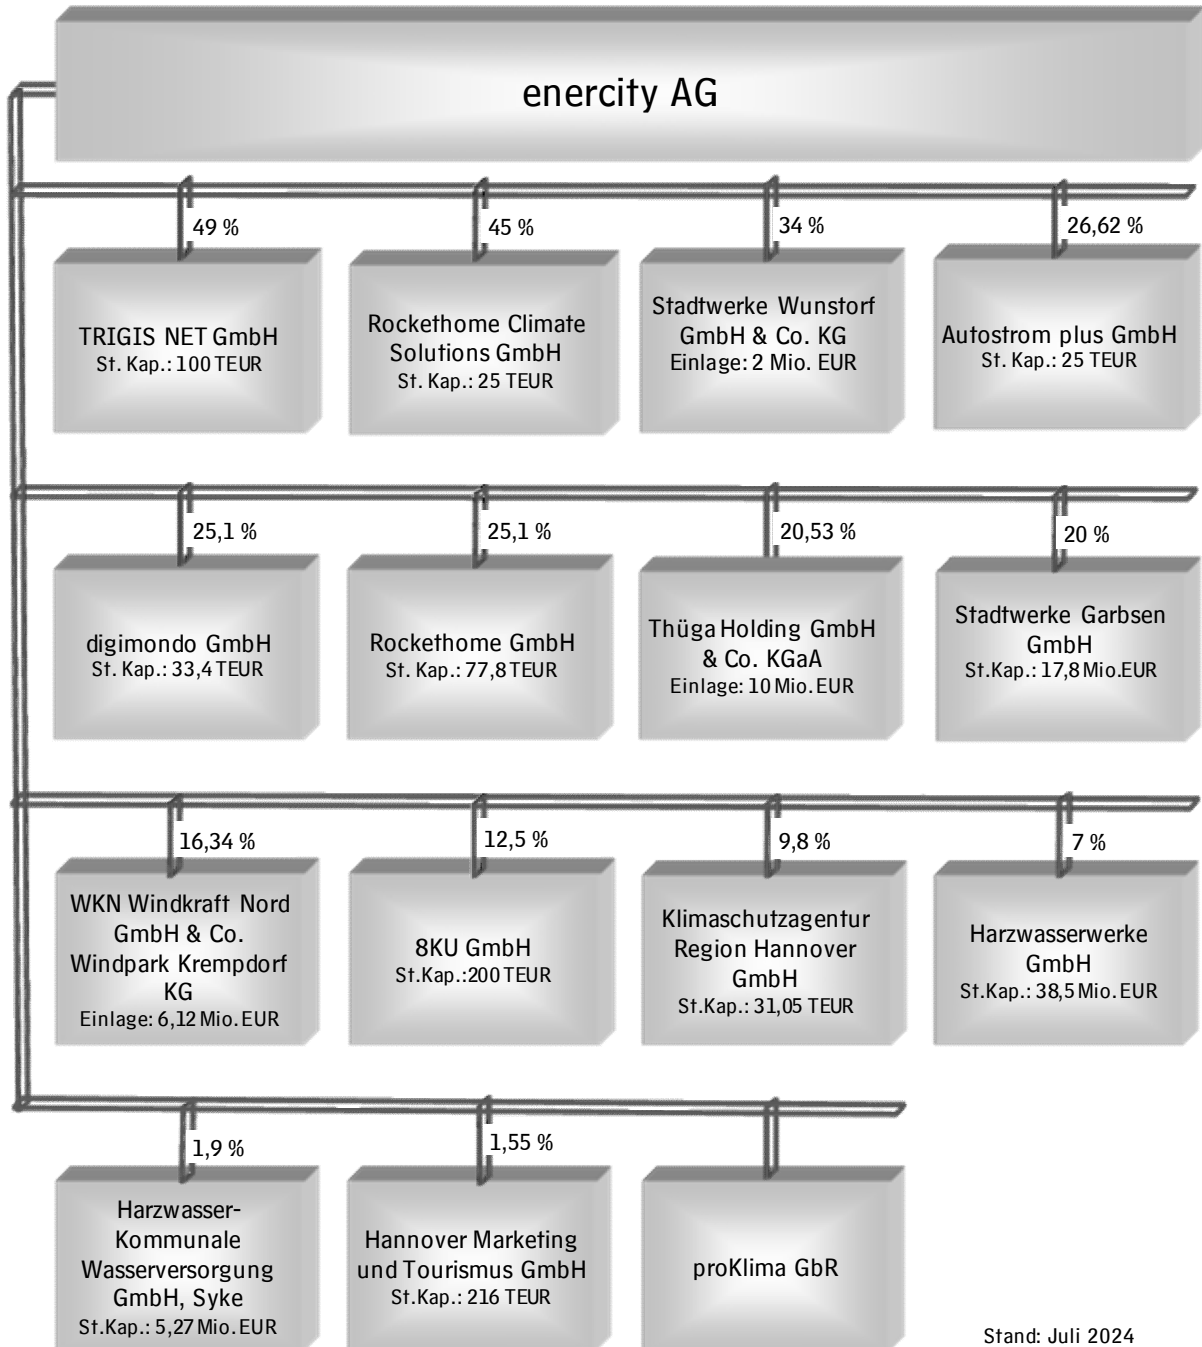 enercity AG
49 %
45 %
34 %
26,62 %
TRIGIS NET GmbH
St. Kap.: 100 TEUR
Rockethome Climate
Solutions GmbH
St. Kap.: 25 TEUR
Stadtwerke Wunstorf
GmbH & Co. KG
Einlage: 2 Mio. EUR
Autostrom plus GmbH
St. Kap.: 25 TEUR
25,1 %
25,1 %
20,53 %
20 %
digimondo GmbH
St. Kap.: 33,4 TEUR
Rockethome GmbH
St. Kap.: 77,8 TEUR
Thüga Holding GmbH
& Co. KGaA
Einlage: 10 Mio. EUR
Stadtwerke Garbsen
GmbH
St.Kap.: 17,8 Mio.EUR
16,34 %
12,5 %
9,8 %
7 %
WKN Windkraft Nord
GmbH & Co.
Windpark Krempdorf
KG
Einlage: 6,12 Mio. EUR
8KU GmbH
St.Kap.:200 TEUR
Klimaschutzagentur
Region Hannover
GmbH
St.Kap.: 31,05 TEUR
Harzwasserwerke
GmbH
St.Kap.: 38,5 Mio.EUR
1,9 %
1,55 %
Harzwasser-
Kommunale
Wasserversorgung
GmbH, Syke
St.Kap.: 5,27 Mio.EUR
Hannover Marketing
und Tourismus GmbH
St.Kap.: 216 TEUR
proKlima GbR
Stand: Juli 2024